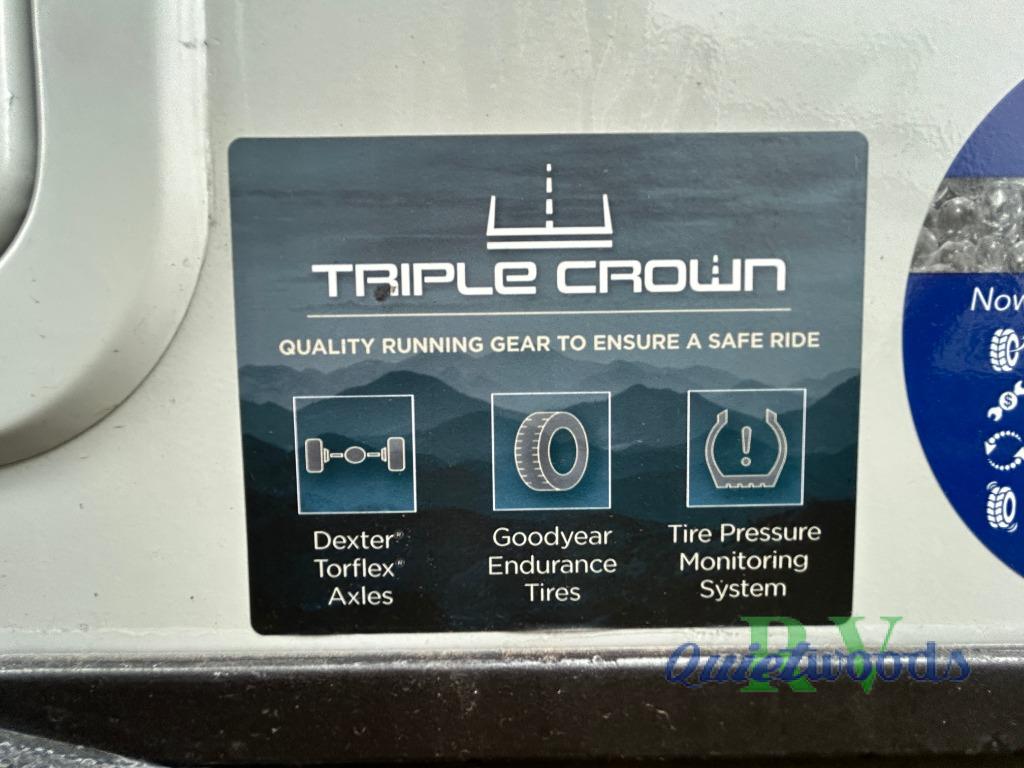 TRIPLE CROWN
QUALITY RUNNING GEAR TO ENSURE A SAFE RIDE
Dexter®
Torflex®
Axles
Goodyear
Endurance
Tires
Tire Pressure
Monitoring
System
RV
Quietwoods